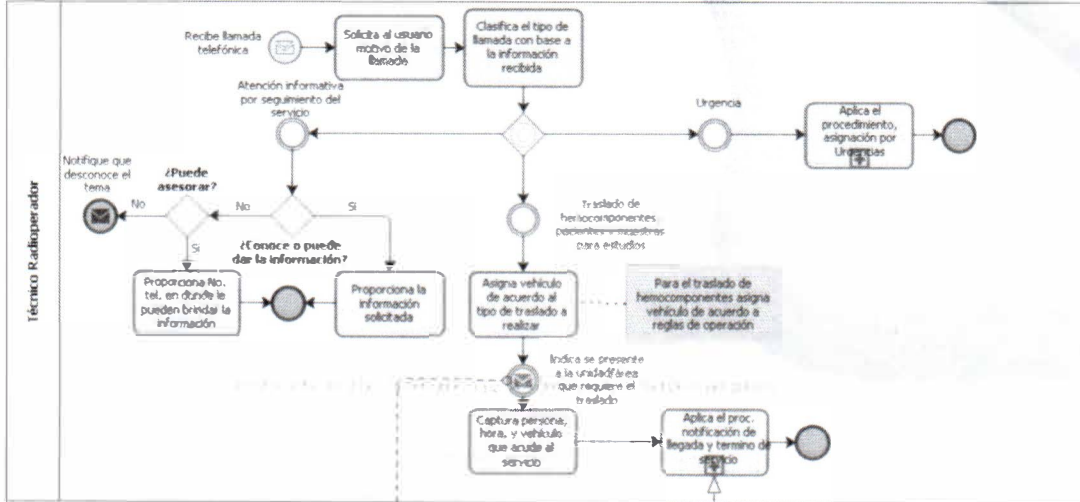 Técnico Radioperador
Recibe llamada
telefónica
Solicita al usuario
motivo de la
llamada
Clasifica el tipo de
llamada con base a
la información
recibida
Atención informativa
por seguimiento del
servicio
Urgencia
Aplica el
procedimiento,
asignación por
Urgencias
Notifique que
desconoce el
tema
¿Puede
asesorar?
No
No
Si
Si
¿Conoce o puede
dar la información?
Traslado de
hemocomponentes,
pacientes y muestras
para estudios
Proporciona No.
tel. en donde le
pueden brindar la
información
Proporciona la
información
solicitada
Asigna vehículo
de acuerdo al
tipo de traslado a
realizar
Para el traslado de
hemocomponentes asigna
vehículo de acuerdo a
reglas de operación
Indica se presente
a la unidad/área
que requiere el
traslado
Captura persona,
hora, y vehículo
que acude al
servicio
Aplica el proc.
notificación de
llegada y termino de
servicio